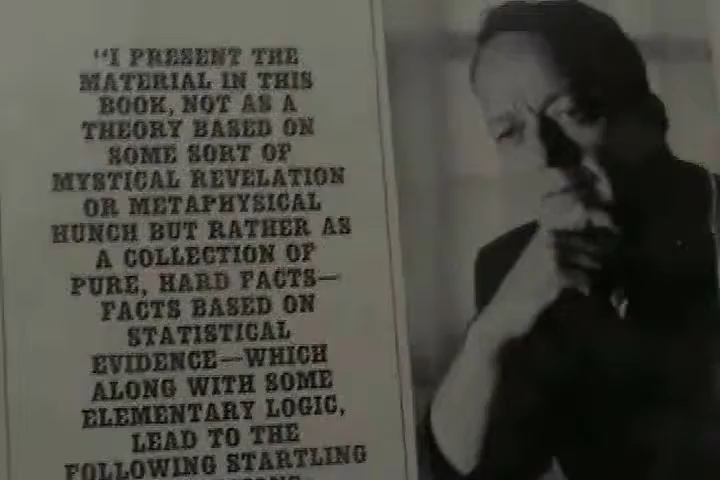 "I PRESENT THE
MATERIAL IN THIS
BOOK, NOT AS A
THEORY BASED ON
SOME SORT OF
MYSTICAL REVELATION
OR METAPHYSICAL
HUNCH BUT RATHER AS
A COLLECTION OF
PURE, HARD FACTS—
FACTS BASED ON
STATISTICAL
EVIDENCE—WHICH
ALONG WITH SOME
ELEMENTARY LOGIC,
LEAD TO THE
FOLLOWING STARTLING